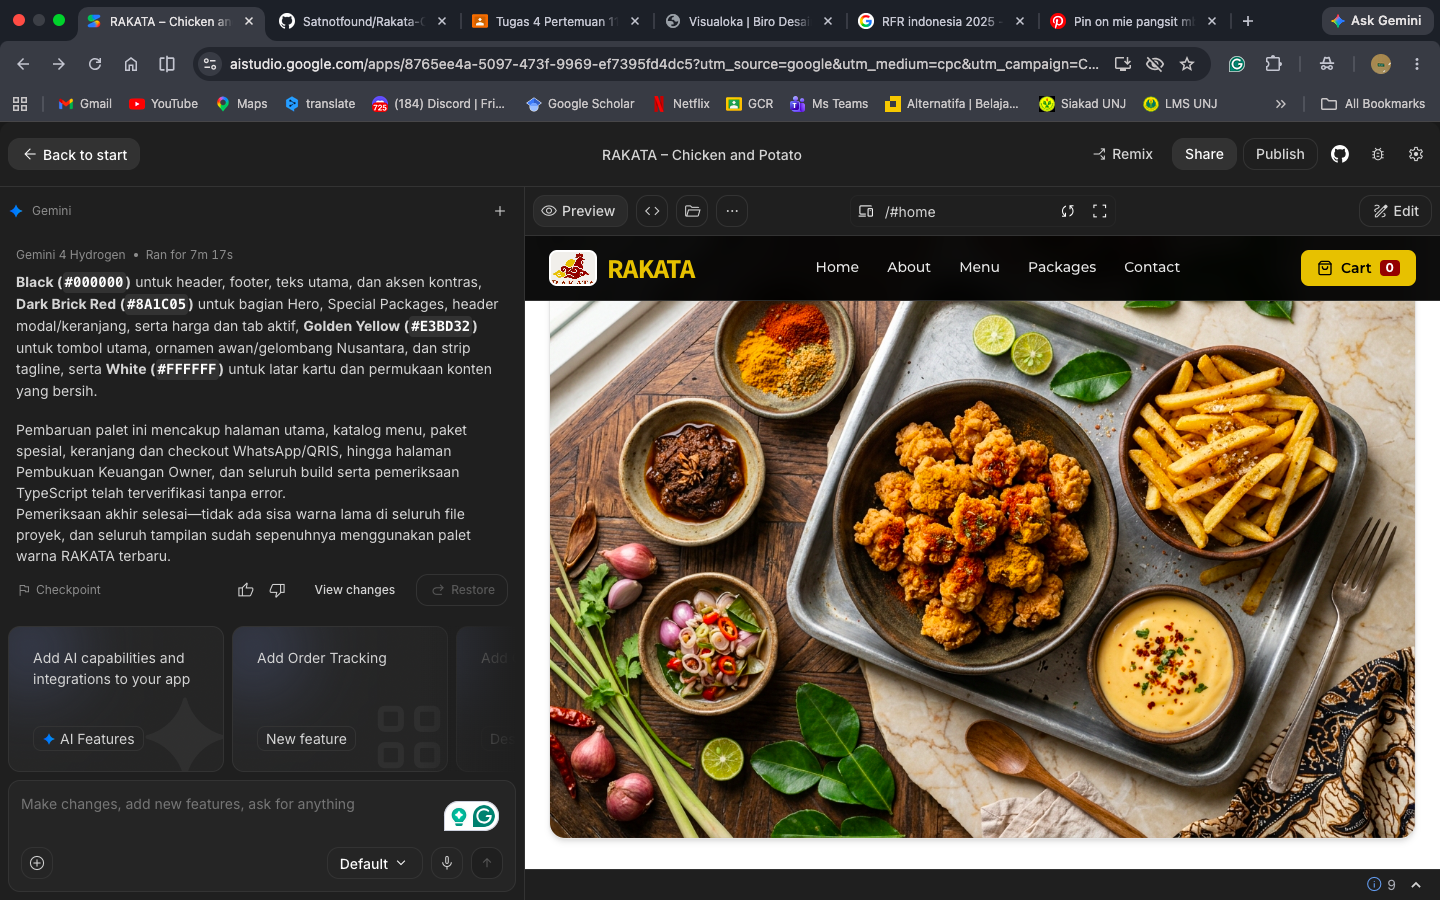 RAKATA – Chicken an
Satnotfound/Rakata-
Tugas 4 Pertemuan 1
Visualoka | Biro Desa
RFR indonesia 2025 -
Pin on mie pangsit m
Ask Gemini
aistudio.google.com/apps/8765ee4a-5097-473f-9969-ef7395fd4dc5?utm_source=google&utm_medium=cpc&utm_campaign=C...
Gmail
YouTube
Maps
translate
(184) Discord | Fri...
Google Scholar
Netflix
GCR
Ms Teams
Alternatifa | Belaja...
Siakad UNJ
LMS UNJ
All Bookmarks
Back to start
RAKATA – Chicken and Potato
Remix
Share
Publish
Gemini
Preview
/#home
Edit
Gemini 4 Hydrogen • Ran for 7m 17s
Black (#000000) untuk header, footer, teks utama, dan aksen kontras,
Dark Brick Red (#8A1C05) untuk bagian Hero, Special Packages, header
modal/keranjang, serta harga dan tab aktif, Golden Yellow (#E3BD32)
untuk tombol utama, ornamen awan/gelombang Nusantara, dan strip
tagline, serta White (#FFFFFF) untuk latar kartu dan permukaan konten
yang bersih.
Pembaruan palet ini mencakup halaman utama, katalog menu, paket
spesial, keranjang dan checkout WhatsApp/QRIS, hingga halaman
Pembukuan Keuangan Owner, dan seluruh build serta pemeriksaan
TypeScript telah terverifikasi tanpa error.
Pemeriksaan akhir selesai—tidak ada sisa warna lama di seluruh file
proyek, dan seluruh tampilan sudah sepenuhnya menggunakan palet
warna RAKATA terbaru.
Checkpoint
View changes
Restore
Add AI capabilities and
integrations to your app
AI Features
Add Order Tracking
New feature
Add
De
Make changes, add new features, ask for anything
Default
RAKATA
RAKATA
Home
About
Menu
Packages
Contact
Cart 0
9